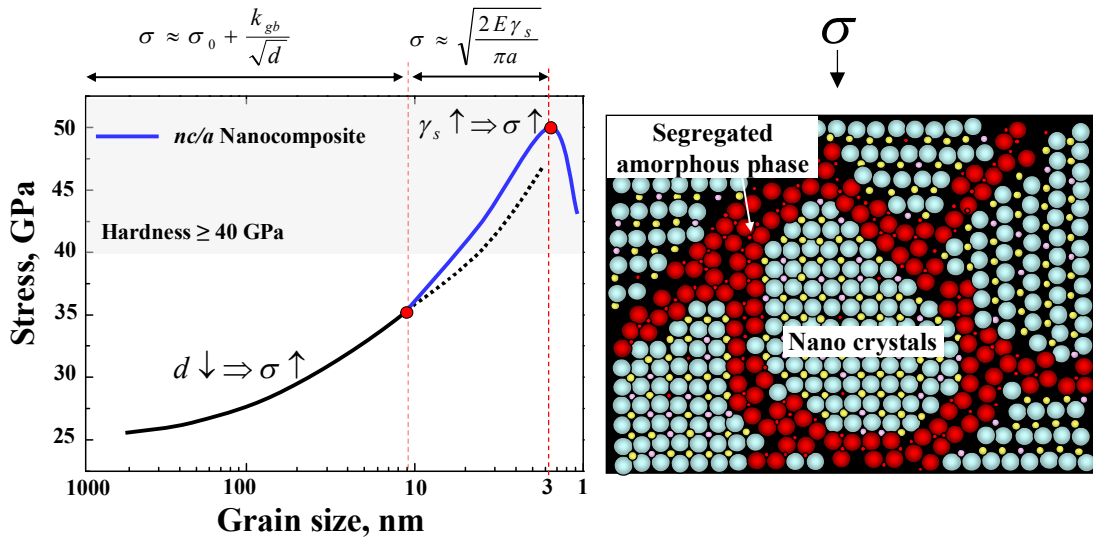 σ ≈ σ₀ + k_gb/√d
σ ≈ √(2Eγₛ/πa)
σ
50
45
40
35
30
25
Stress, GPa
nc/a Nanocomposite
γₛ ↑⇒ σ ↑
Hardness ≥ 40 GPa
d ↓⇒ σ ↑
1000
100
10
3
1
Grain size, nm
Segregated
amorphous phase
Nano crystals